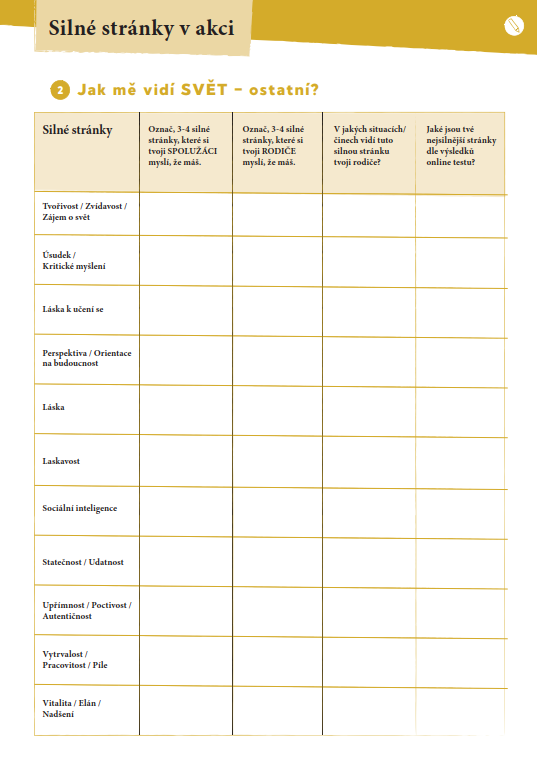 Silné stránky v akci
2 Jak mě vidí SVĚT – ostatní?
Silné stránky
Označ, 3-4 silné
stránky, které si
tvoji SPOLUŽÁCI
myslí, že máš.
Označ, 3-4 silné
stránky, které si
tvoji RODIČE
myslí, že máš.
V jakých situacích/
činech vidí tuto
silnou stránku
tvoji rodiče?
Jaké jsou tvé
nejsilnější stránky
dle výsledků
online testu?
Tvořivost / Zvídavost /
Zájem o svět
Úsudek /
Kritické myšlení
Láska k učení se
Perspektiva / Orientace
na budoucnost
Láska
Laskavost
Sociální inteligence
Statečnost / Udatnost
Upřímnost / Poctivost /
Autentičnost
Vytrvalost /
Pracovitost / Píle
Vitalita / Elán /
Nadšení